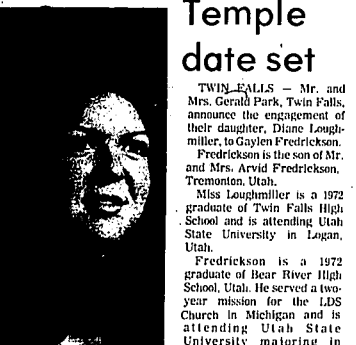 Temple
date set
TWIN FALLS — Mr. and
Mrs. Gerald Park, Twin Falls,
announce the engagement of
their daughter, Diane Lough-
miller, to Gaylen Fredrickson.
Fredrickson is the son of Mr.
and Mrs. Arvid Fredrickson,
Tremonton, Utah.
Miss Loughmiller is a 1972
graduate of Twin Falls High
School and is attending Utah
State University in Logan,
Utah.
Fredrickson is a 1972
graduate of Bear River High
School, Utah. He served a two-
year mission for the LDS
Church in Michigan and is
attending Utah State
University majoring in